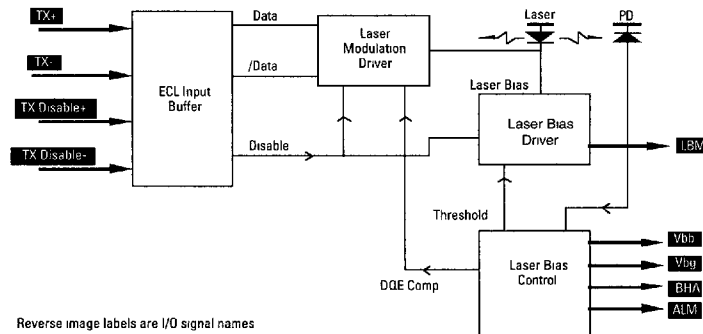 TX+
TX-
TX Disable+
TX Disable-
ECL Input
Buffer
Data
/Data
Disable
Laser
Modulation
Driver
Laser
PD
Laser Bias
Laser Bias
Driver
LBM
Threshold
DQE Comp
Laser Bias
Control
Vbb
Vbg
BHA
ALM
Reverse image labels are I/O signal names